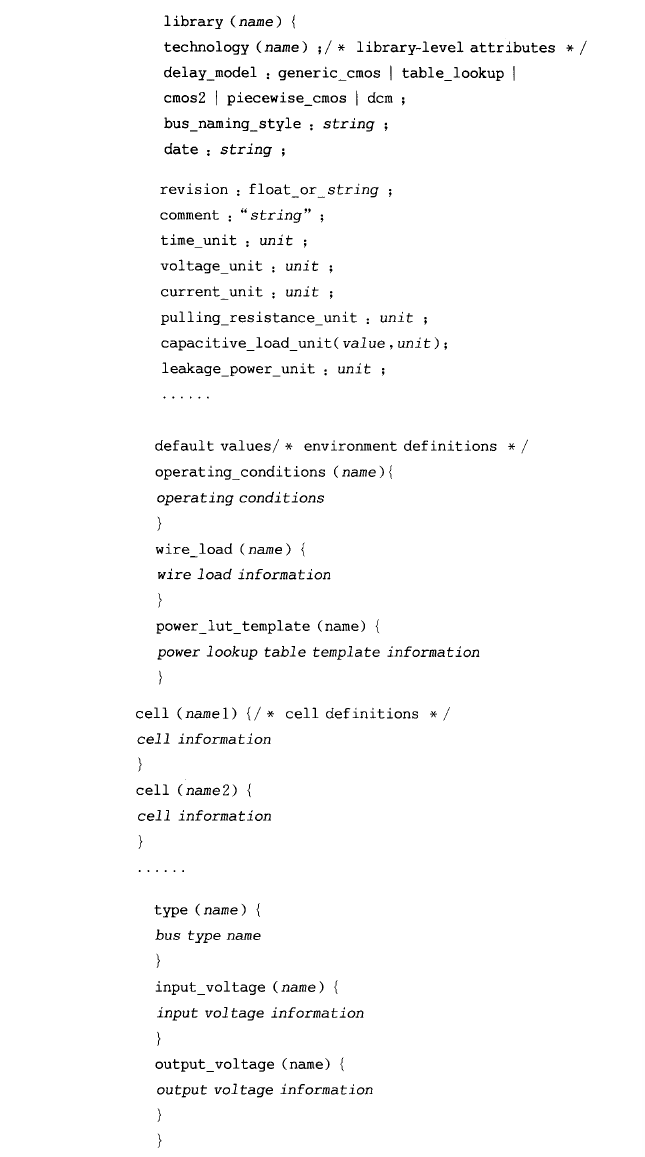 library (name) {
technology (name) ;/ * library-level attributes * /
delay_model : generic_cmos | table_lookup |
cmos2 | piecewise_cmos | dcm ;
bus_naming_style : string ;
date : string ;
revision : float_or_string ;
comment : “string” ;
time_unit : unit ;
voltage_unit : unit ;
current_unit : unit ;
pulling_resistance_unit : unit ;
capacitive_load_unit(value,unit);
leakage_power_unit : unit ;
......
default values/ * environment definitions * /
operating_conditions (name){
operating conditions
}
wire_load (name) {
wire load information
}
power_lut_template (name) {
power lookup table template information
}
cell (name1) {/ * cell definitions * /
cell information
}
cell (name2) {
cell information
}
......
type (name) {
bus type name
}
input_voltage (name) {
input voltage information
}
output_voltage (name) {
output voltage information
}
}